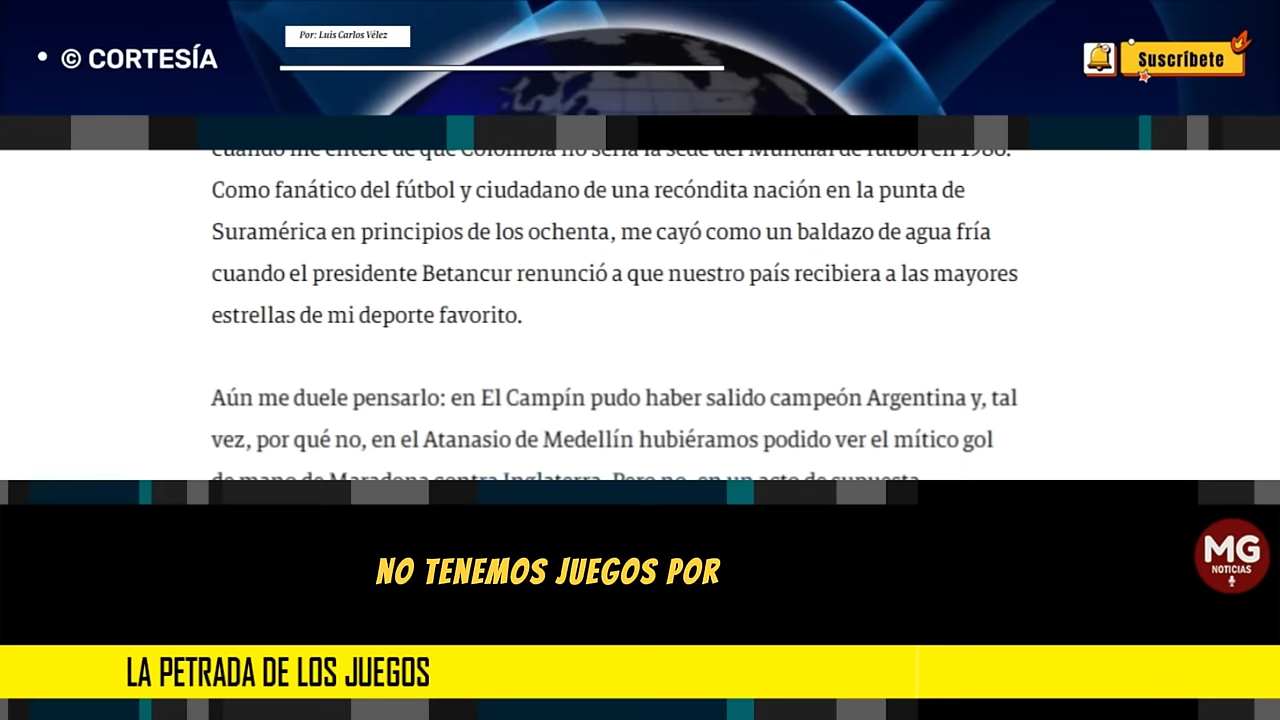 • © CORTESÍA
Por: Luis Carlos Vélez
Suscríbete
cuando me enteré de que Colombia no sería la sede del Mundial de fútbol en 1986.
Como fanático del fútbol y ciudadano de una recóndita nación en la punta de
Suramérica en principios de los ochenta, me cayó como un baldazo de agua fría
cuando el presidente Betancur renunció a que nuestro país recibiera a las mayores
estrellas de mi deporte favorito.
Aún me duele pensarlo: en El Campín pudo haber salido campeón Argentina y, tal
vez, por qué no, en el Atanasio de Medellín hubiéramos podido ver el mítico gol
de mano de Maradona contra Inglaterra. Pero no, en un acto de supuesta
NO TENEMOS JUEGOS POR
MG
NOTICIAS
LA PETRADA DE LOS JUEGOS